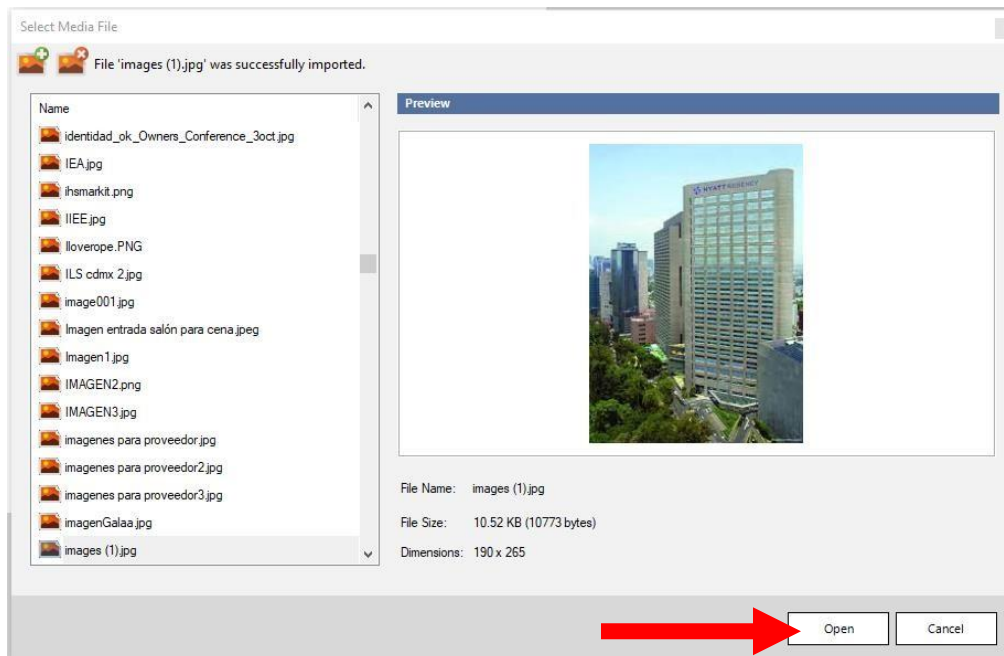 Select Media File
File 'images (1).jpg' was successfully imported.
Name
identidad_ok_Owners_Conference_3oct.jpg
IEA.jpg
ihsmarkit.png
IIEE.jpg
Iloverope.PNG
ILS cdmx 2.jpg
image001.jpg
Imagen entrada salón para cena.jpeg
Imagen1.jpg
IMAGEN2.png
IMAGEN3.jpg
imagenes para proveedor.jpg
imagenes para proveedor2.jpg
imagenes para proveedor3.jpg
imagenGalaa.jpg
images (1).jpg
Preview
HYATT REGENCY
File Name: images (1).jpg
File Size: 10.52 KB (10773 bytes)
Dimensions: 190 x 265
Open
Cancel